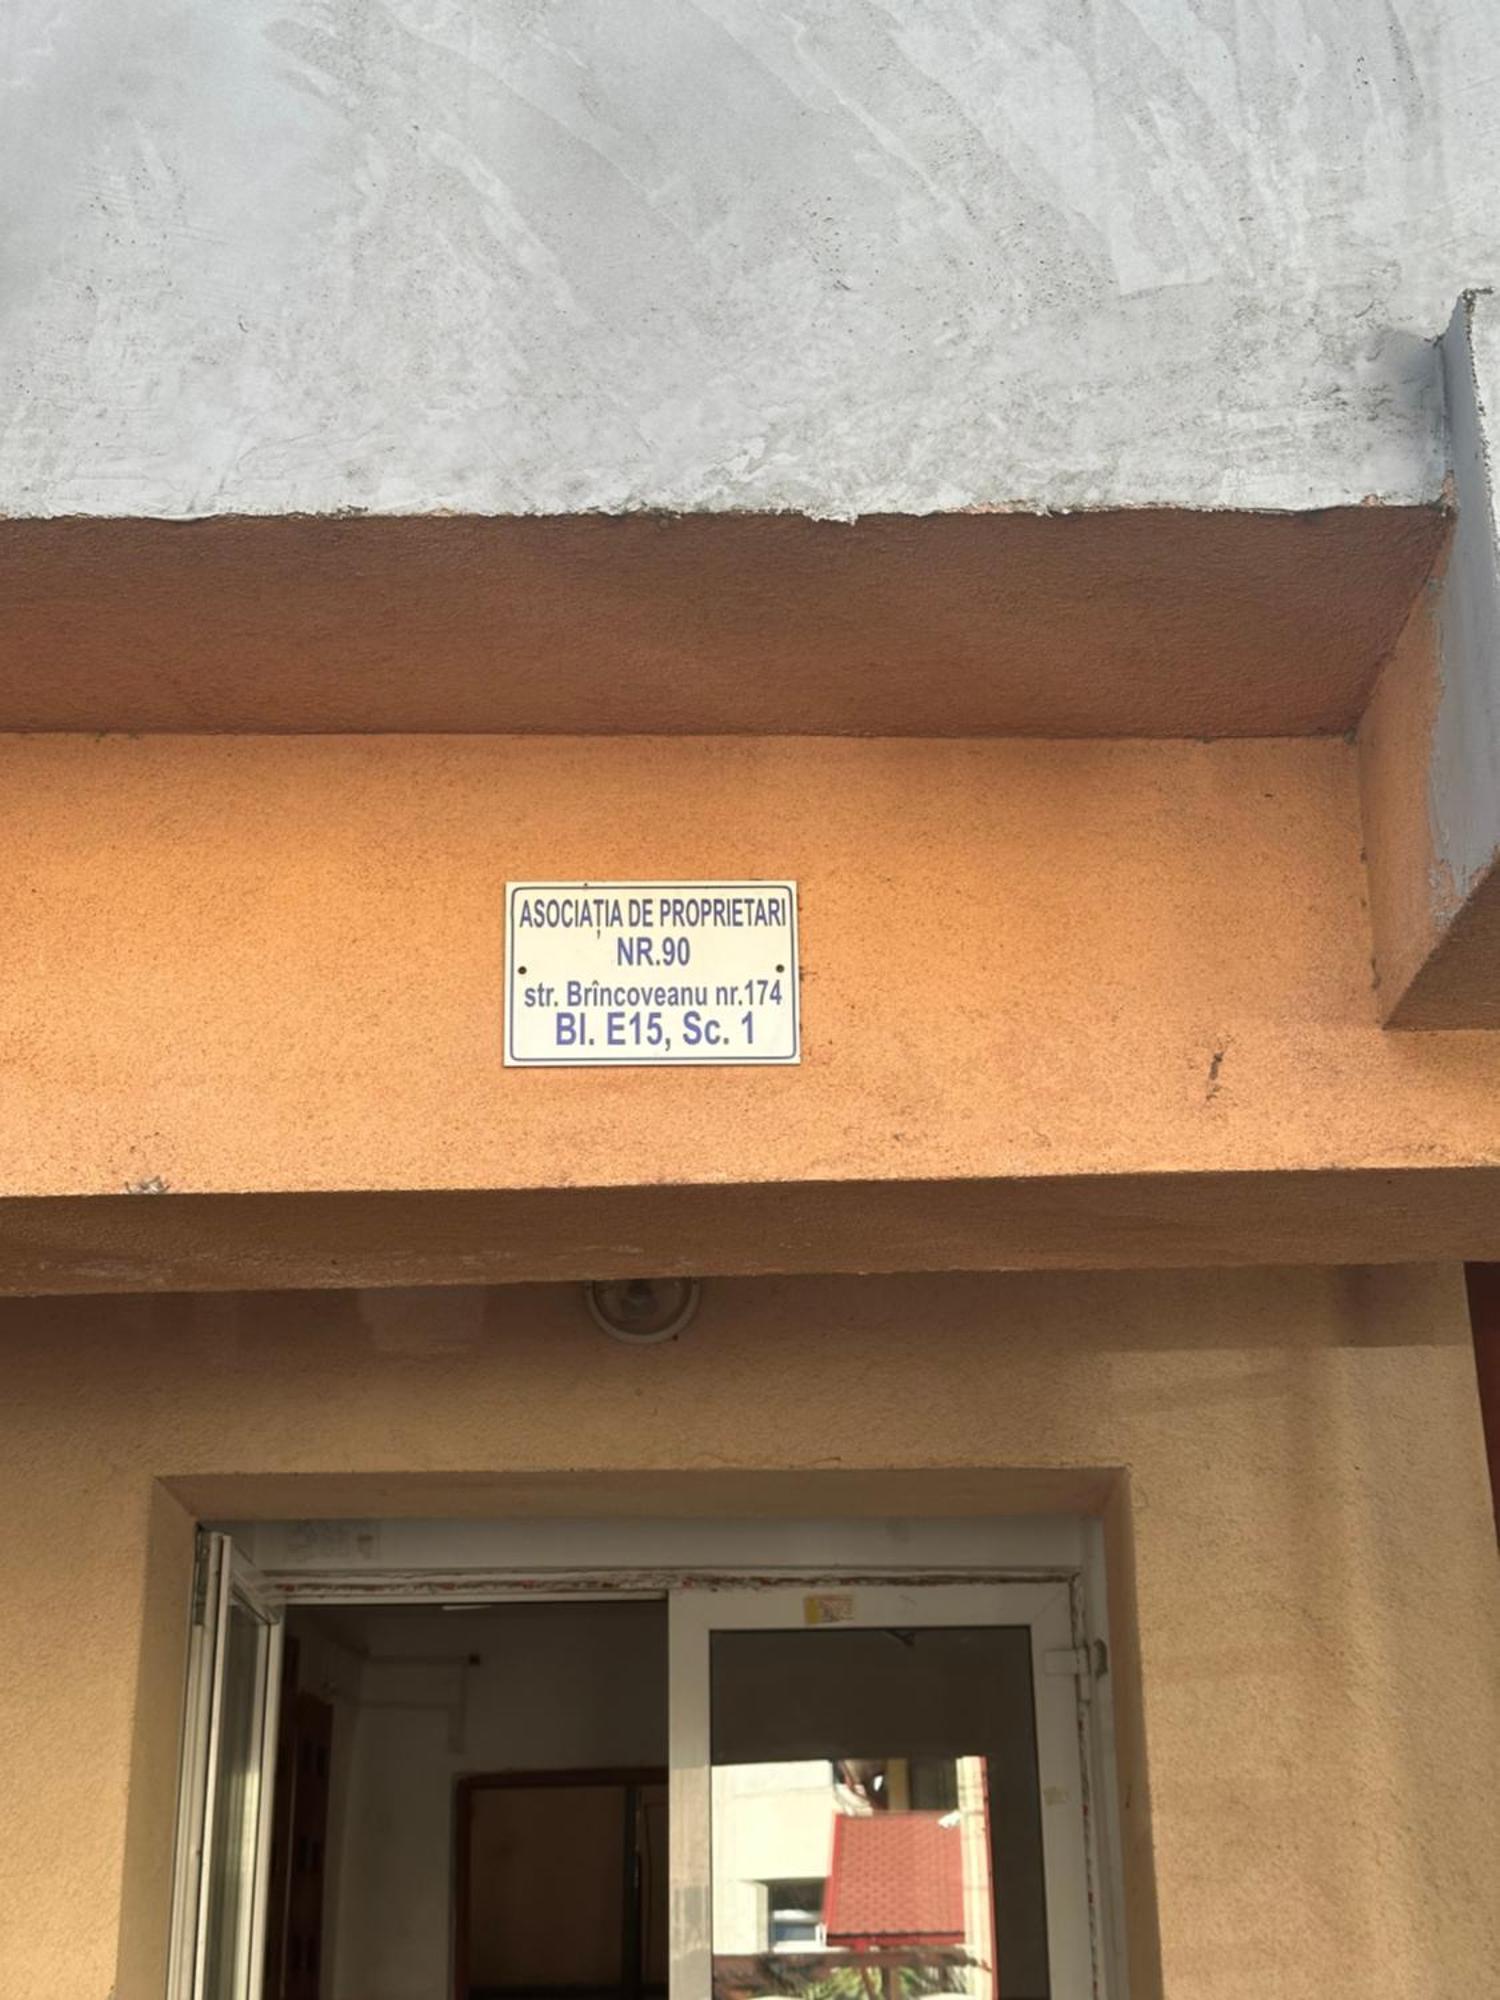 ASOCIAȚIA DE PROPRIETARI
NR.90
str. Brîncoveanu nr.174
Bl. E15, Sc. 1